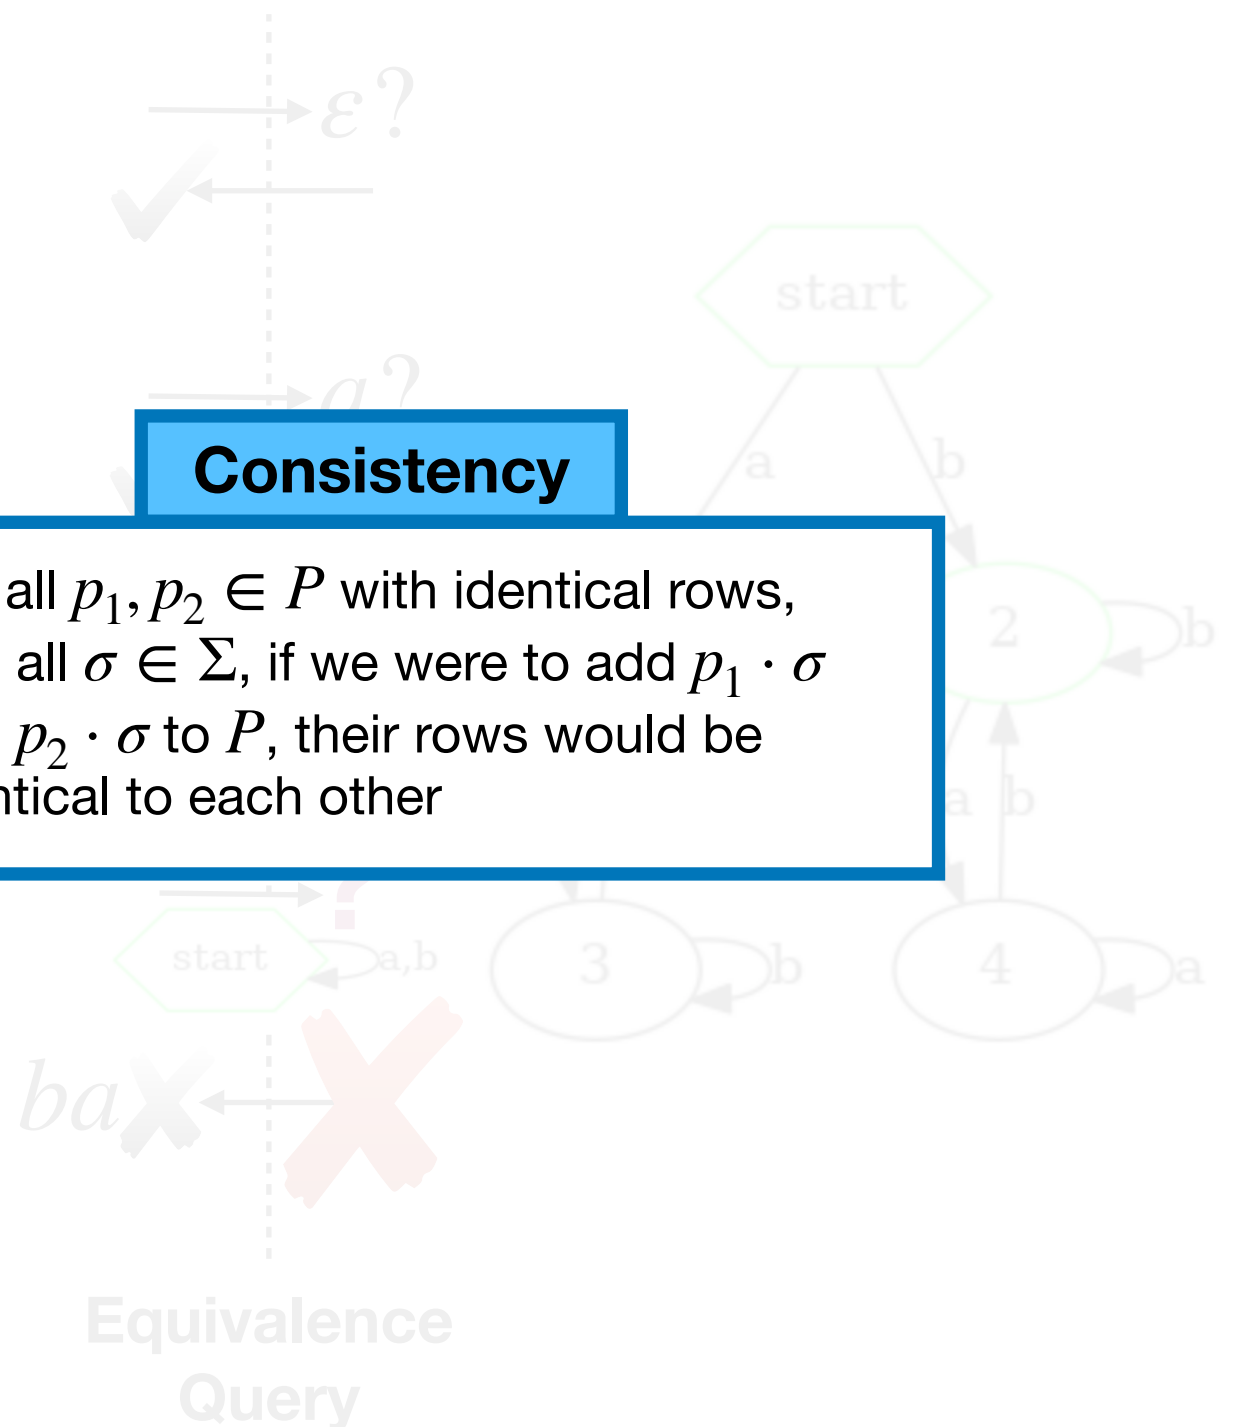 ε?
a?
start
a
b
Consistency
all p₁, p₂ ∈ P with identical rows,
all σ ∈ Σ, if we were to add p₁ · σ
p₂ · σ to P, their rows would be
ntical to each other
2
b
a
b
?
start
a,b
3
b
4
a
ba
Equivalence
Query